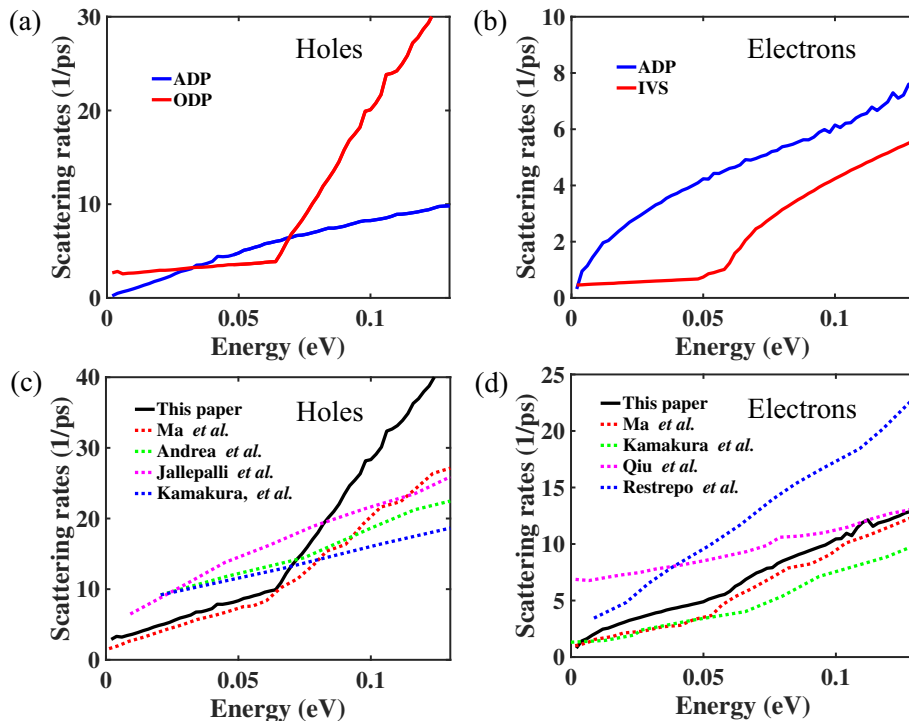 (a)
Holes
ADP
ODP
Scattering rates (1/ps)
30
20
10
0
0
0.05
0.1
Energy (eV)
(b)
Electrons
ADP
IVS
Scattering rates (1/ps)
8
6
4
2
0
0
0.05
0.1
Energy (eV)
(c)
Holes
This paper
Ma et al.
Andrea et al.
Jallepalli et al.
Kamakura, et al.
Scattering rates (1/ps)
40
30
20
10
0
0
0.05
0.1
Energy (eV)
(d)
Electrons
This paper
Ma et al.
Kamakura et al.
Qiu et al.
Restrepo et al.
Scattering rates (1/ps)
25
20
15
10
5
0
0
0.05
0.1
Energy (eV)